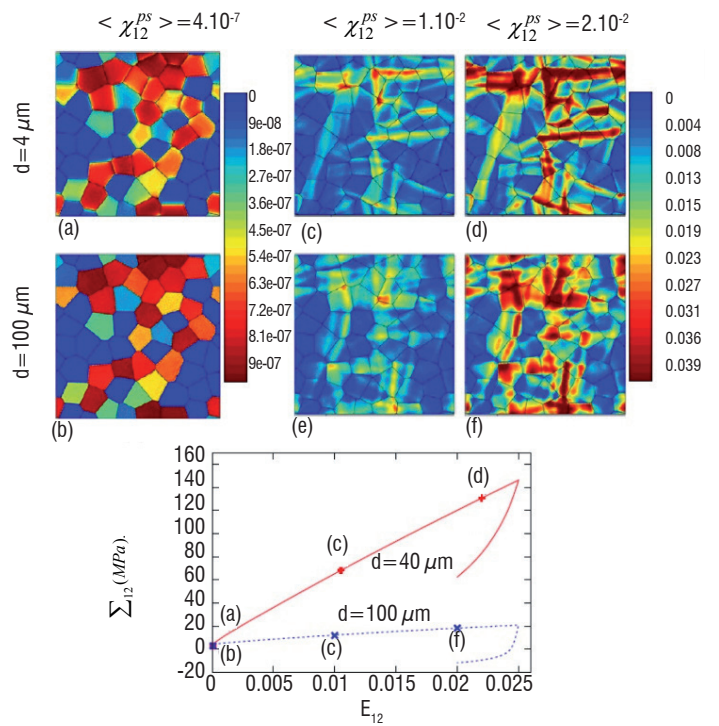 < χ₁₂ᵖˢ > = 4.10⁻⁷
< χ₁₂ᵖˢ > = 1.10⁻²
< χ₁₂ᵖˢ > = 2.10⁻²
d = 4 μm
(a)
0
9e-08
1.8e-07
2.7e-07
3.6e-07
4.5e-07
5.4e-07
6.3e-07
7.2e-07
8.1e-07
9e-07
(c)
(d)
0
0.004
0.008
0.013
0.016
0.019
0.023
0.027
0.030
0.035
0.039
d = 100 μm
(b)
(e)
(f)
160
140
120
100
80
60
40
20
0
-20
Σ₁₂ (MPa).
(d)
(c)
d = 40 μm
(a)
d = 100 μm
(b)
(c)
(f)
0
0.005
0.01
0.015
0.02
0.025
E₁₂